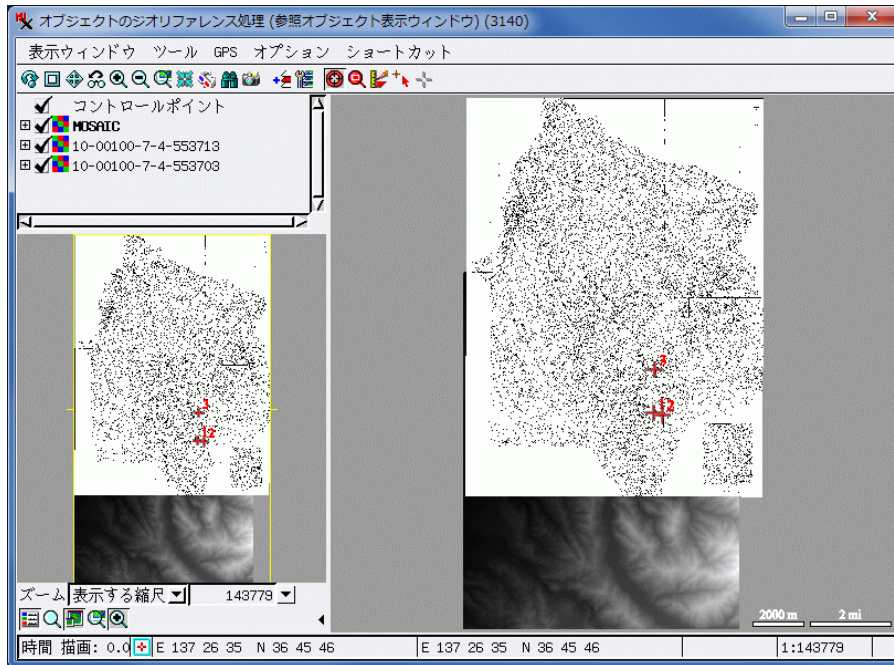 オブジェクトのジオリファレンス処理 (参照オブジェクト表示ウィンドウ) (3140)
表示ウィンドウ ツール GPS オプション ショートカット
コントロールポイント
MOSAIC
10-00100-7-4-553713
10-00100-7-4-553703
3
12
3
12
2000 m 2 mi
ズーム 表示する縮尺 143779
時間 描画: 0.0 E 137 26 35 N 36 45 46 E 137 26 35 N 36 45 46 1:143779